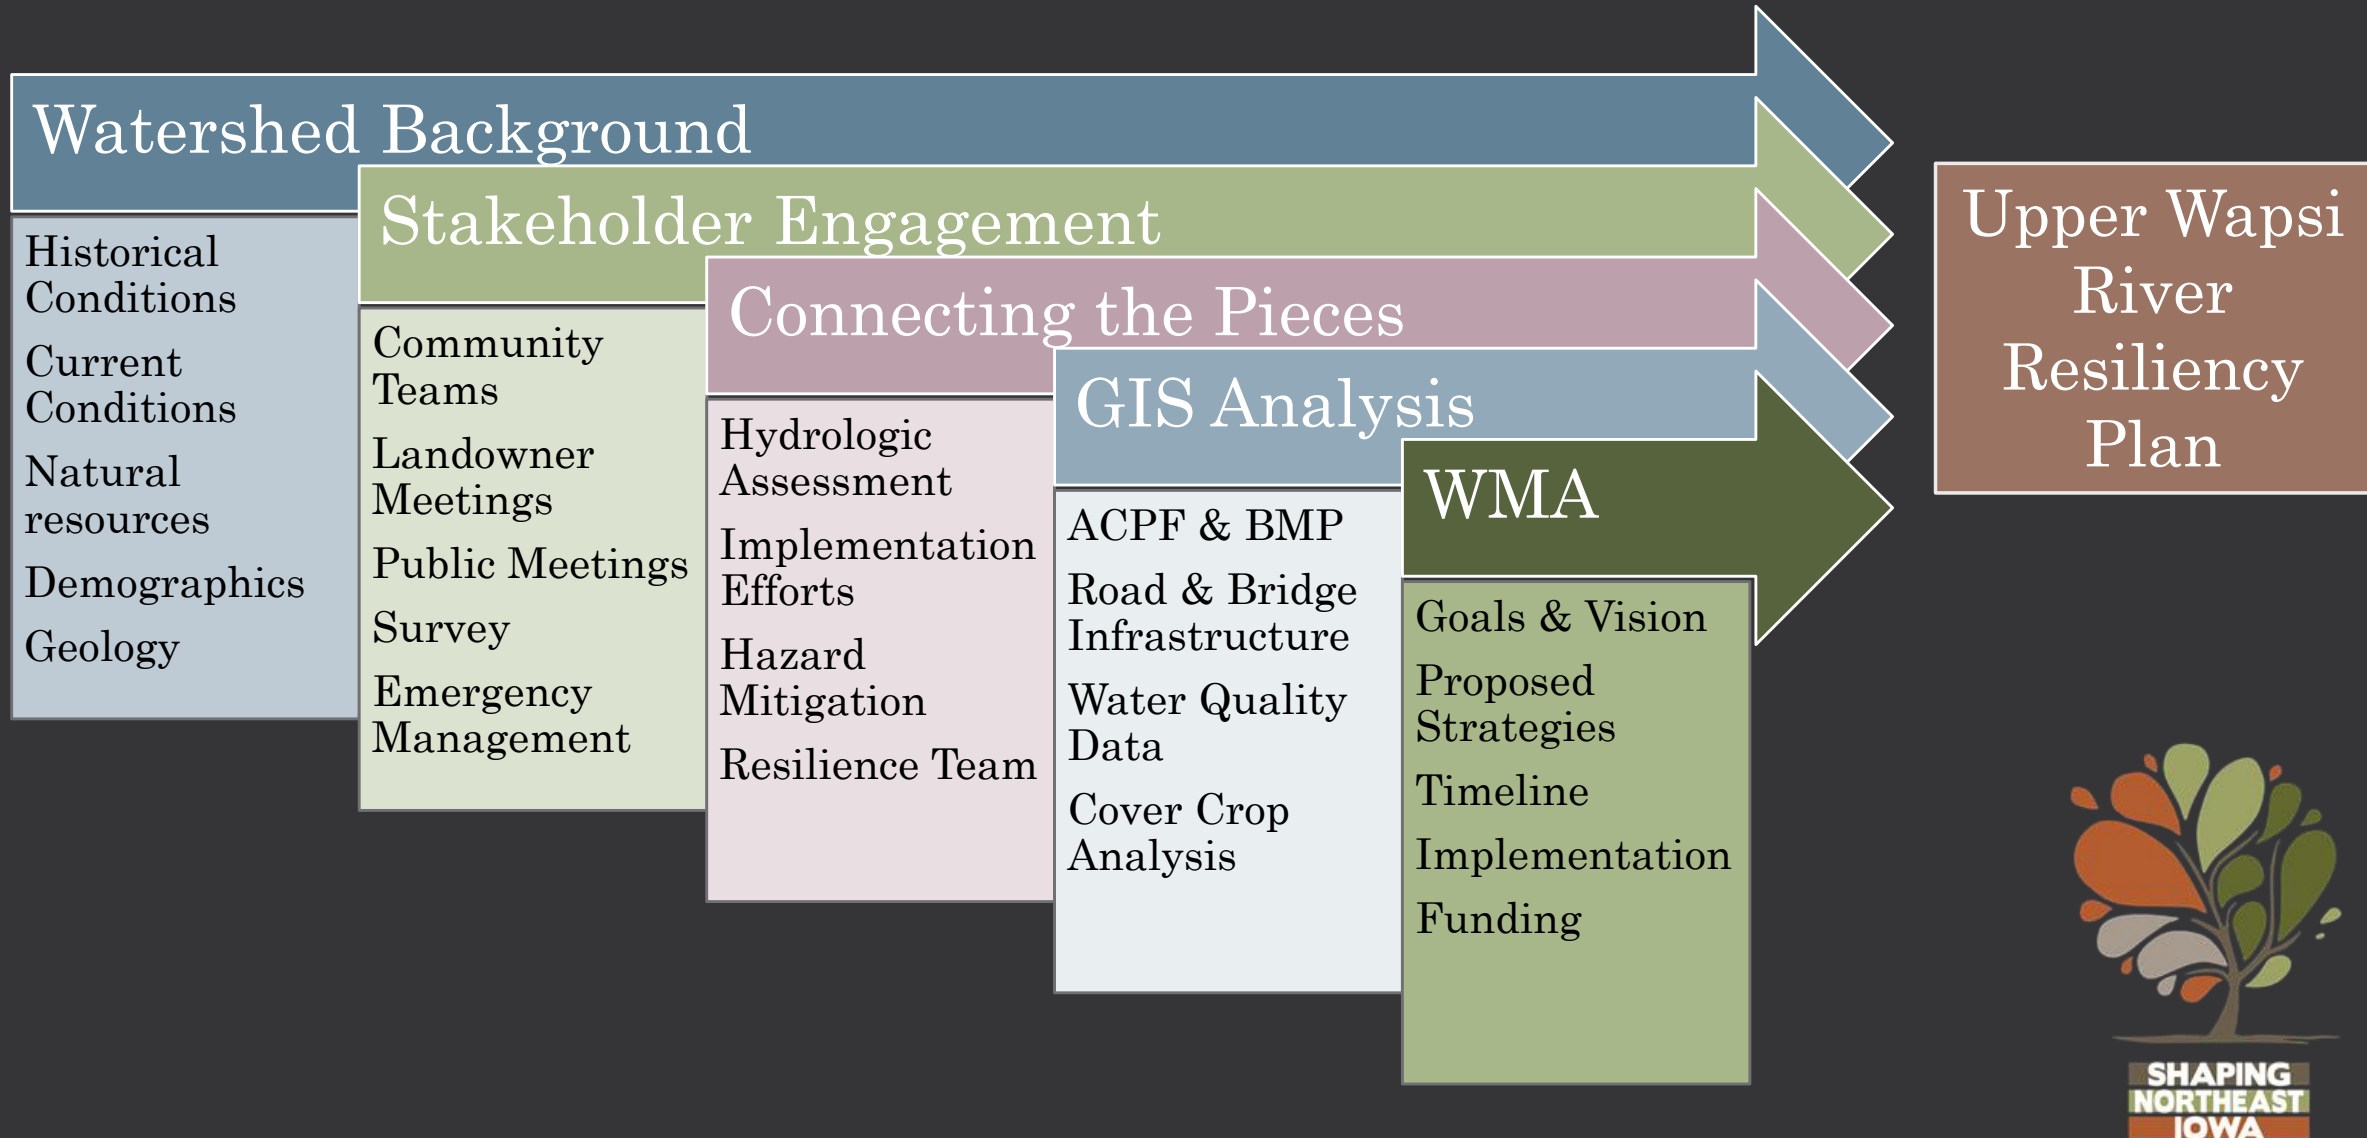 Watershed Background
Historical
Conditions
Current
Conditions
Natural
resources
Demographics
Geology
Stakeholder Engagement
Community
Teams
Landowner
Meetings
Public Meetings
Survey
Emergency
Management
Connecting the Pieces
Hydrologic
Assessment
Implementation
Efforts
Hazard
Mitigation
Resilience Team
GIS Analysis
ACPF & BMP
Road & Bridge
Infrastructure
Water Quality
Data
Cover Crop
Analysis
WMA
Goals & Vision
Proposed
Strategies
Timeline
Implementation
Funding
Upper Wapsi
River
Resiliency
Plan
SHAPING
NORTHEAST
IOWA